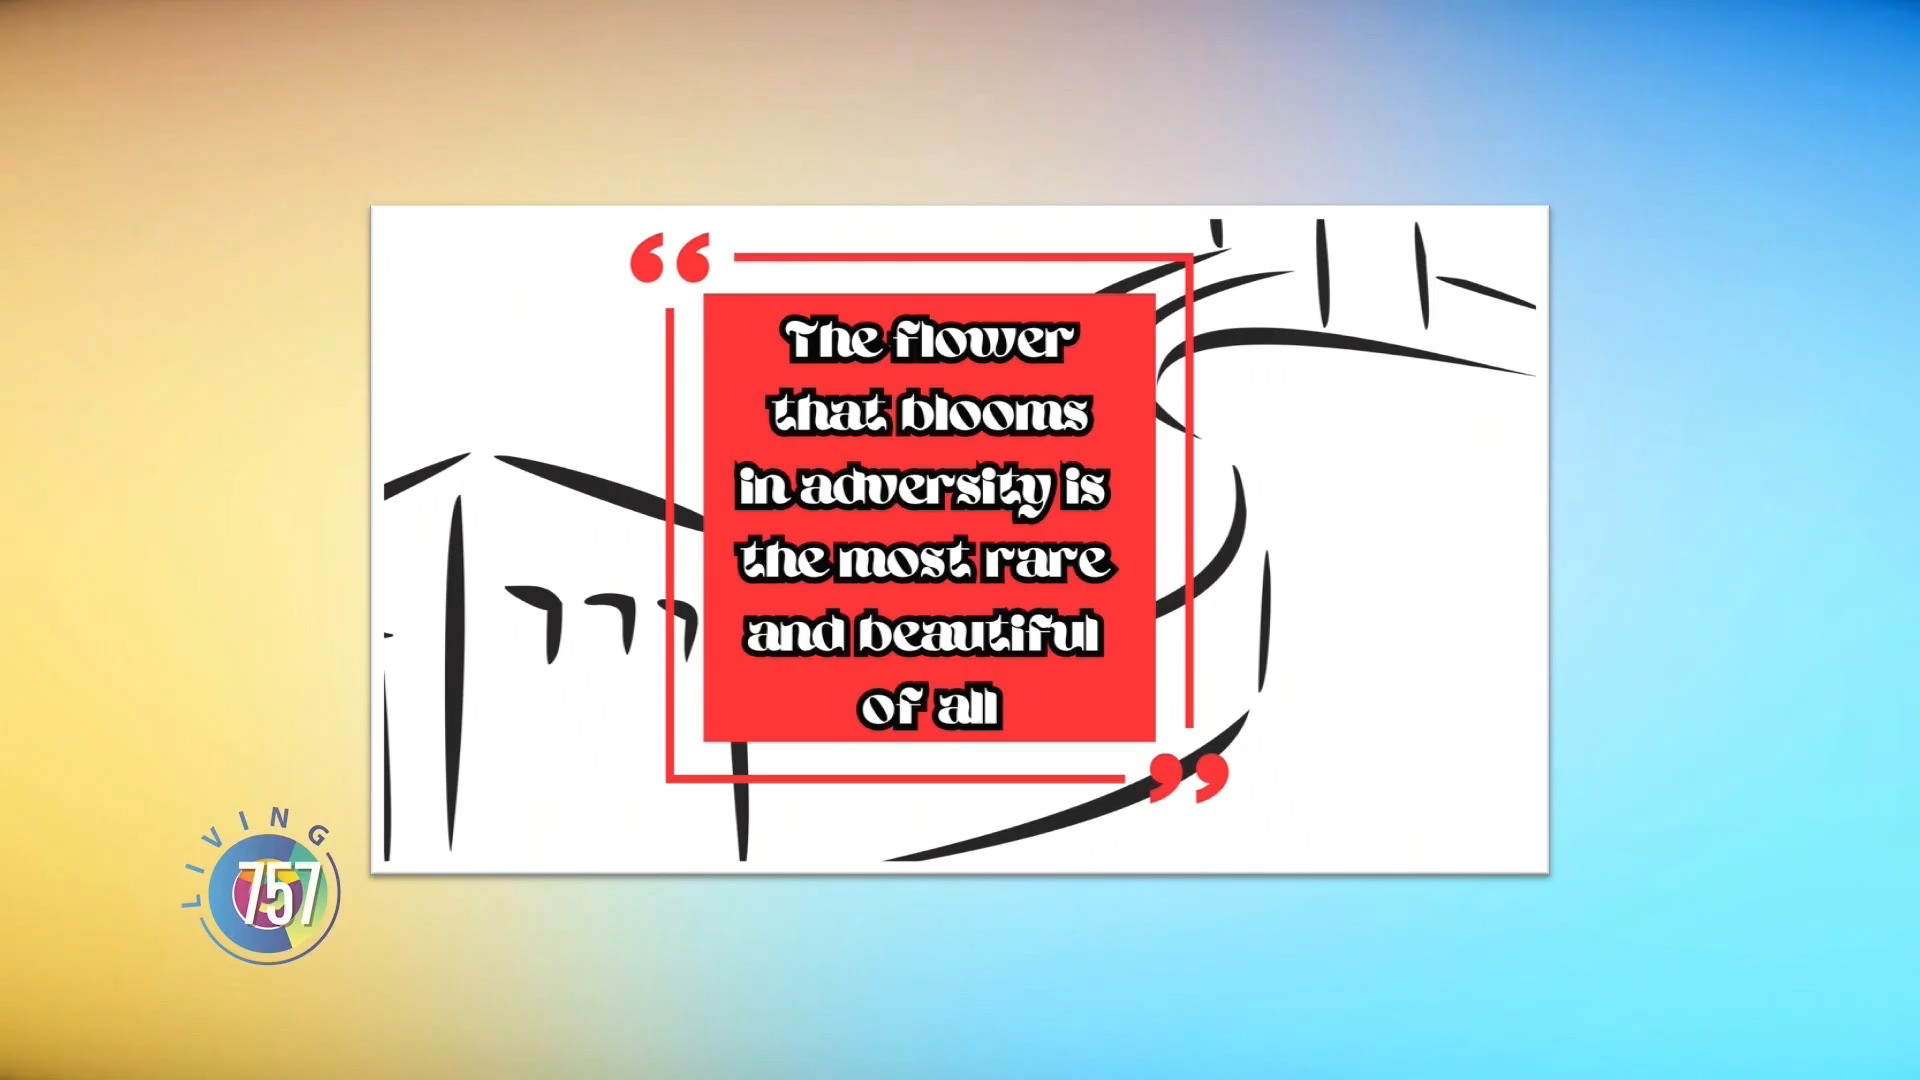 The flower
that blooms
in adversity is
the most rare
and beautiful
of all
LIVING
757